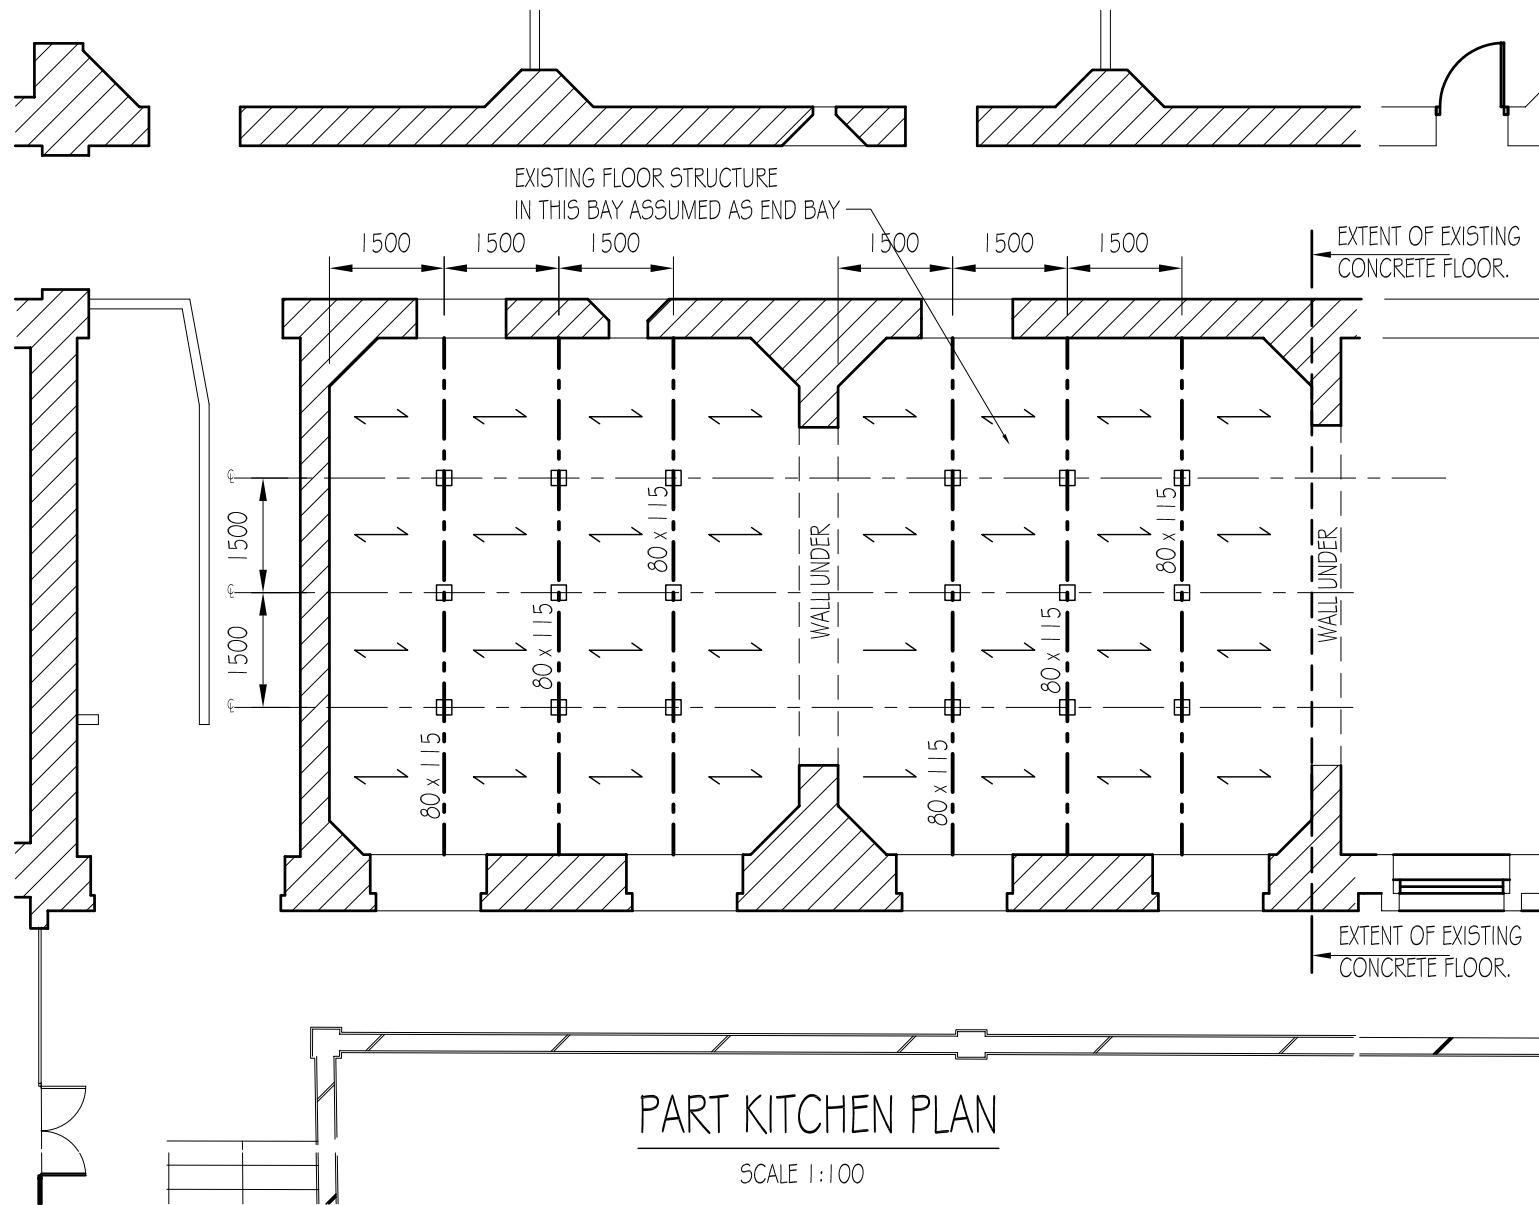 EXISTING FLOOR STRUCTURE
IN THIS BAY ASSUMED AS END BAY
1500
1500
1500
1500
1500
1500
EXTENT OF EXISTING
CONCRETE FLOOR.
℄
1500
℄
1500
℄
80 x 115
80 x 115
80 x 115
WALL UNDER
80 x 115
80 x 115
80 x 115
WALL UNDER
EXTENT OF EXISTING
CONCRETE FLOOR.
PART KITCHEN PLAN
SCALE 1:100